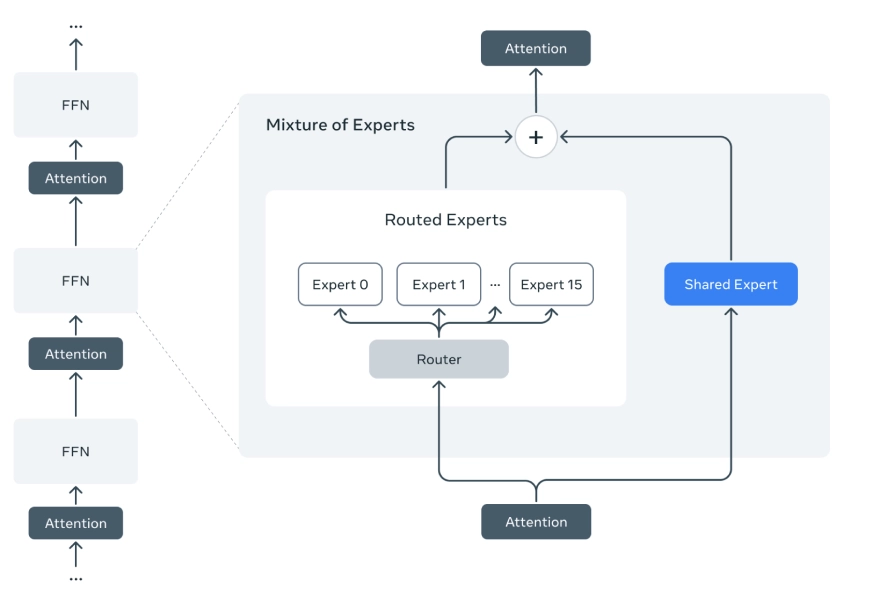 ...
FFN
Attention
FFN
Attention
FFN
Attention
...
Attention
Mixture of Experts
+
Routed Experts
Expert 0
Expert 1
...
Expert 15
Shared Expert
Router
Attention